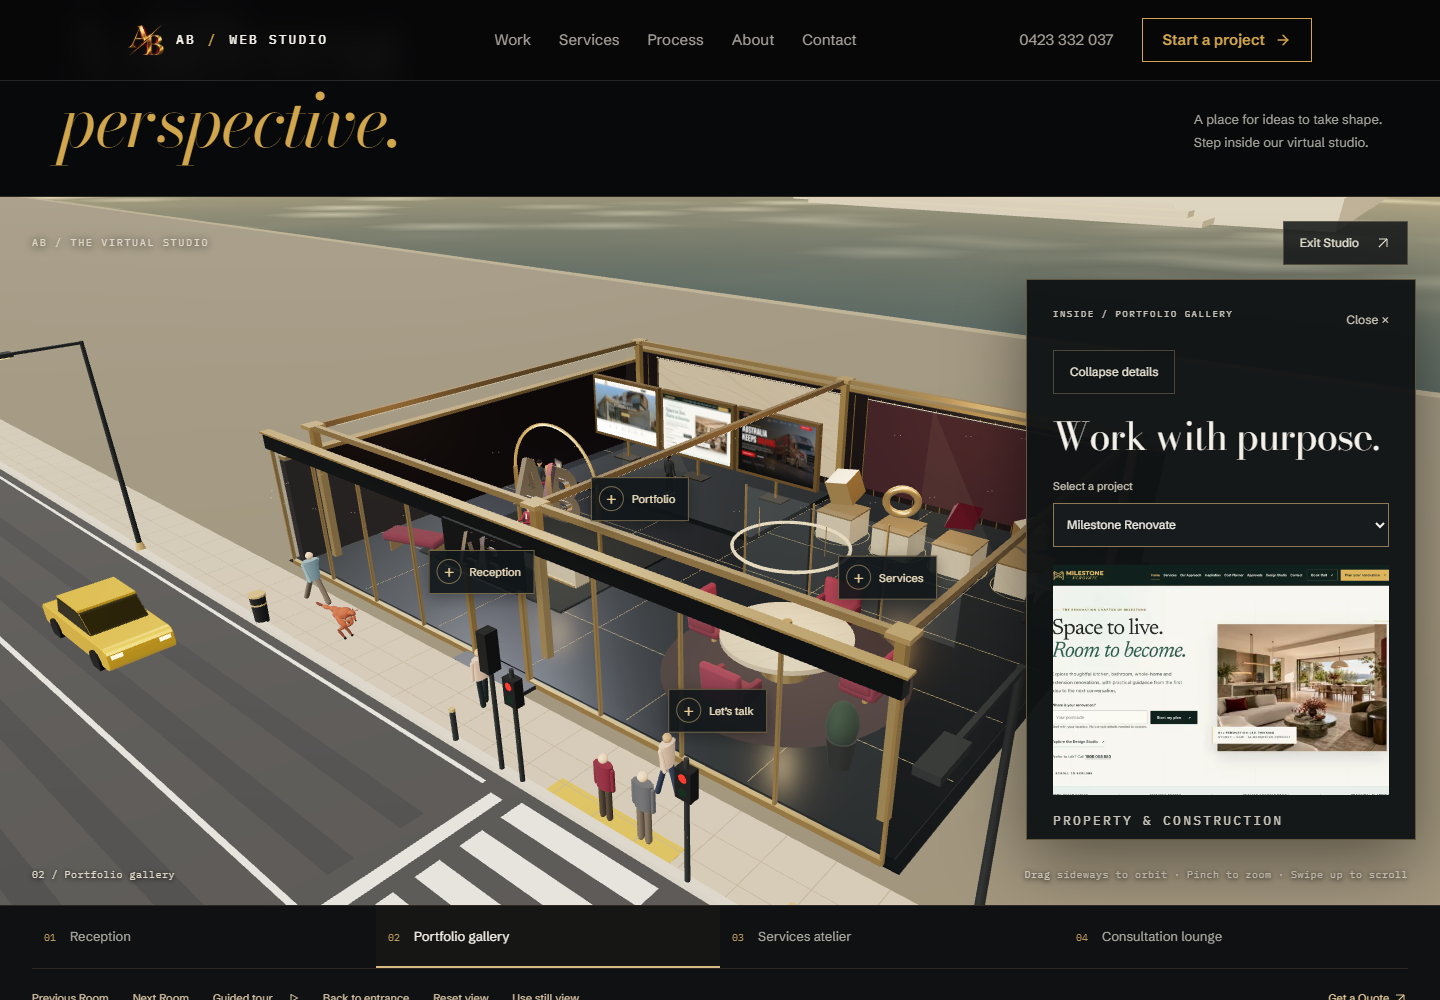 AB / WEB STUDIO
Work
Services
Process
About
Contact
0423 332 037
Start a project
perspective.
A place for ideas to take shape.
Step inside our virtual studio.
AB / THE VIRTUAL STUDIO
Exit Studio
INSIDE / PORTFOLIO GALLERY
Close ×
Collapse details
Work with purpose.
Select a project
Milestone Renovate
MILESTONE
RENOVATE
Space to live.
Room to become.
PROPERTY & CONSTRUCTION
AUSTRALIA
KEEPS
Portfolio
Reception
Services
Let's talk
02 / Portfolio gallery
Drag sideways to orbit · Pinch to zoom · Swipe up to scroll
01 Reception
02 Portfolio gallery
03 Services atelier
04 Consultation lounge
Previous Room
Next Room
Guided tour
Back to entrance
Reset view
Use still view
Get a Quote